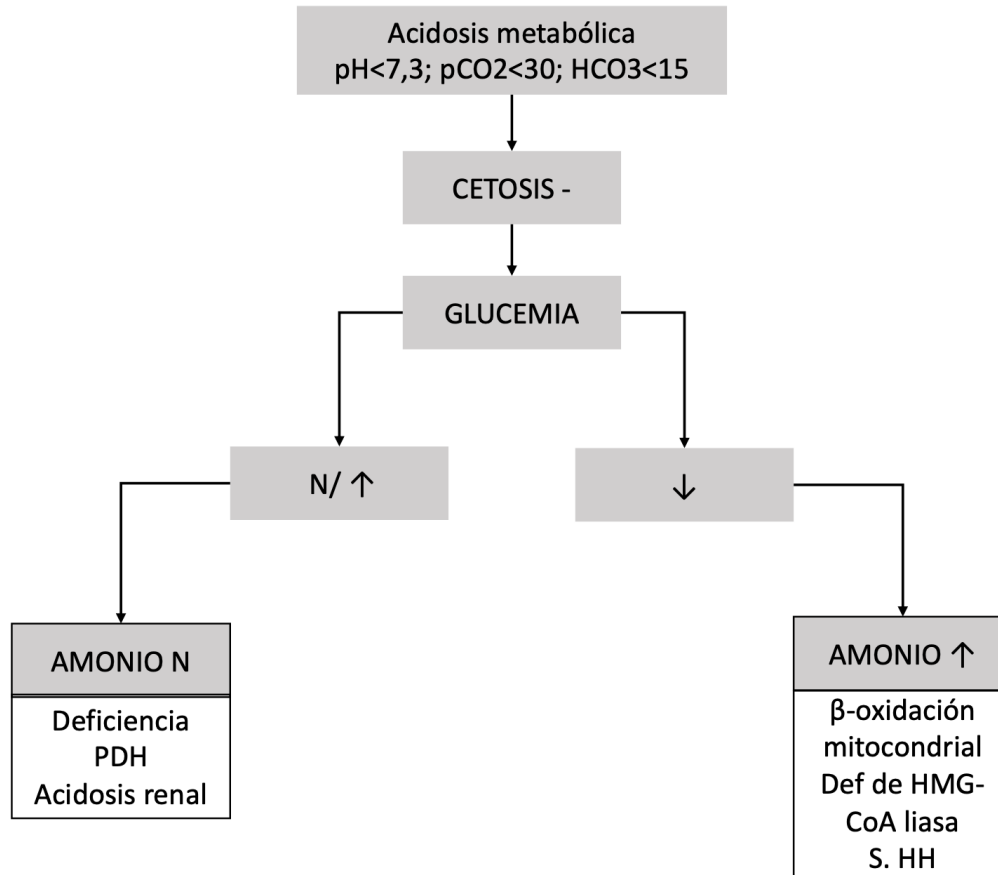 Acidosis metabólica
pH<7,3; pCO2<30; HCO3<15
CETOSIS -
GLUCEMIA
N/ ↑
↓
AMONIO N
Deficiencia
PDH
Acidosis renal
AMONIO ↑
β-oxidación
mitocondrial
Def de HMG-
CoA liasa
S. HH